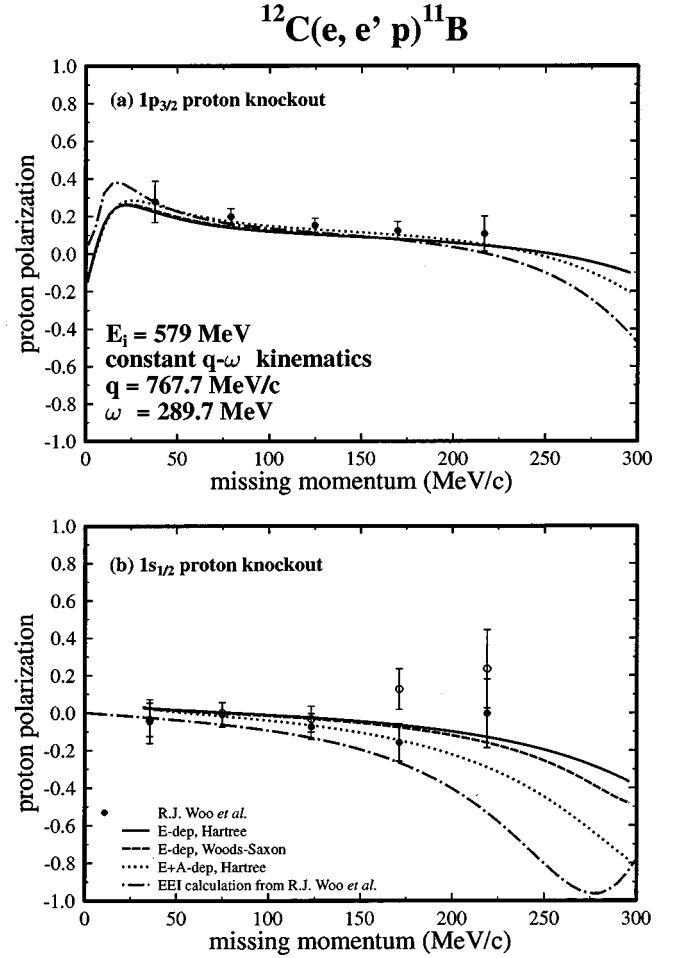 12C(e, e' p)11B
(a) 1p3/2 proton knockout
1.0
0.8
0.6
0.4
0.2
0.0
-0.2
-0.4
-0.6
-0.8
-1.0
proton polarization
Ei = 579 MeV
constant q-ω kinematics
q = 767.7 MeV/c
ω = 289.7 MeV
0 50 100 150 200 250 300
missing momentum (MeV/c)
(b) 1s1/2 proton knockout
1.0
0.8
0.6
0.4
0.2
0.0
-0.2
-0.4
-0.6
-0.8
-1.0
proton polarization
R.J. Woo et al.
E-dep, Hartree
E-dep, Woods-Saxon
E+A-dep, Hartree
EEI calculation from R.J. Woo et al.
0 50 100 150 200 250 300
missing momentum (MeV/c)